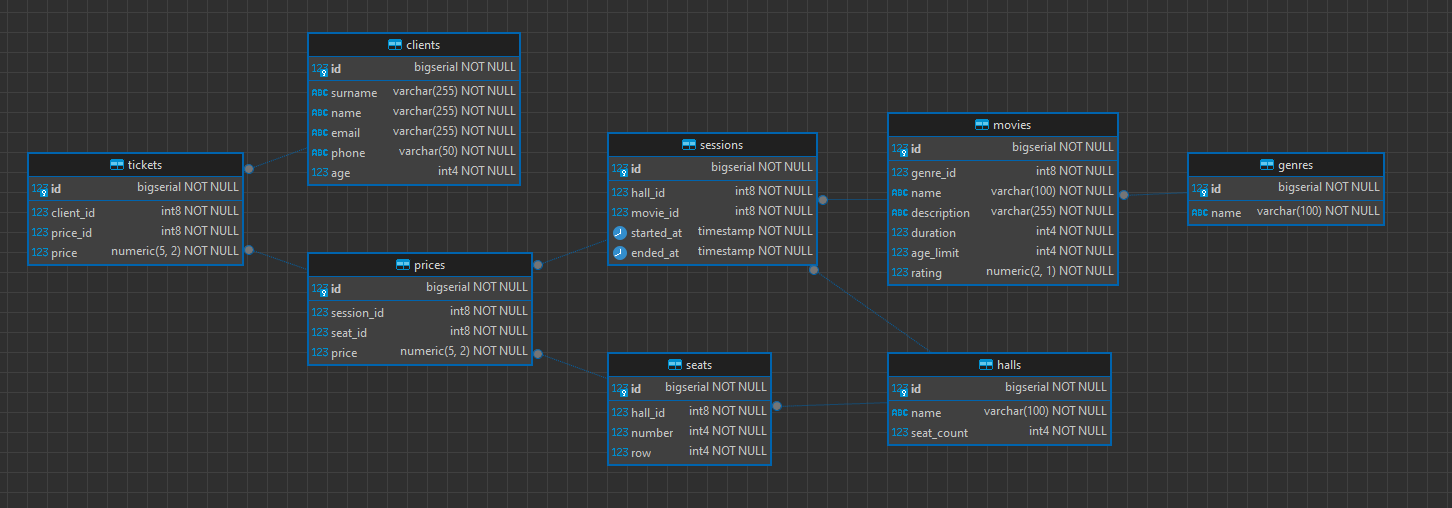 clients
123 id bigserial NOT NULL
ABC surname varchar(255) NOT NULL
ABC name varchar(255) NOT NULL
ABC email varchar(255) NOT NULL
ABC phone varchar(50) NOT NULL
123 age int4 NOT NULL
tickets
123 id bigserial NOT NULL
123 client_id int8 NOT NULL
123 price_id int8 NOT NULL
123 price numeric(5, 2) NOT NULL
prices
123 id bigserial NOT NULL
123 session_id int8 NOT NULL
123 seat_id int8 NOT NULL
123 price numeric(5, 2) NOT NULL
sessions
123 id bigserial NOT NULL
123 hall_id int8 NOT NULL
123 movie_id int8 NOT NULL
started_at timestamp NOT NULL
ended_at timestamp NOT NULL
seats
123 id bigserial NOT NULL
123 hall_id int8 NOT NULL
123 number int4 NOT NULL
123 row int4 NOT NULL
movies
123 id bigserial NOT NULL
123 genre_id int8 NOT NULL
ABC name varchar(100) NOT NULL
ABC description varchar(255) NOT NULL
123 duration int4 NOT NULL
123 age_limit int4 NOT NULL
123 rating numeric(2, 1) NOT NULL
halls
123 id bigserial NOT NULL
ABC name varchar(100) NOT NULL
123 seat_count int4 NOT NULL
genres
123 id bigserial NOT NULL
ABC name varchar(100) NOT NULL